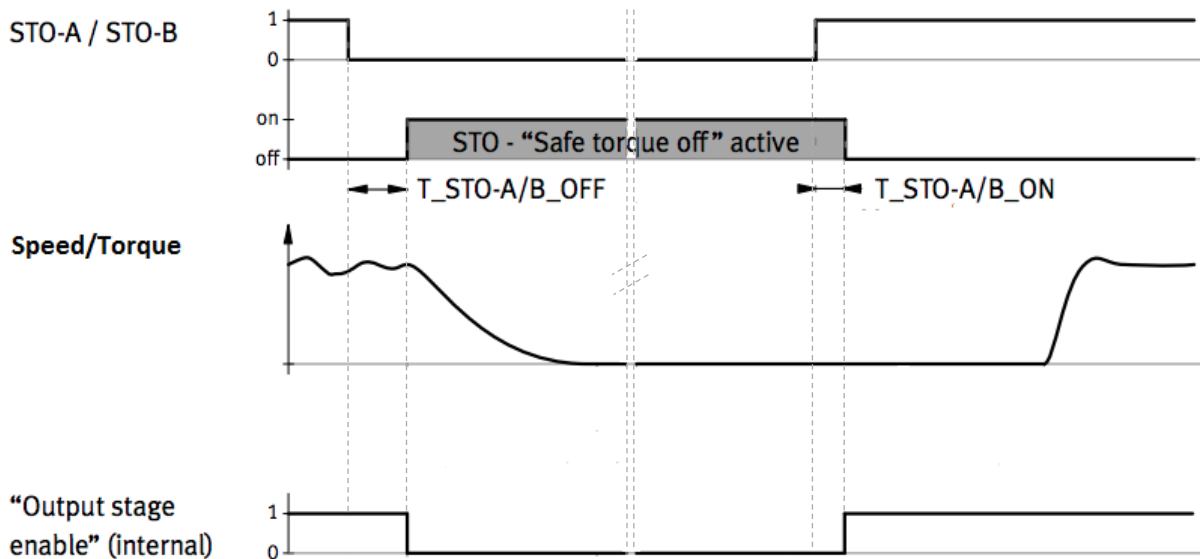 STO-A / STO-B
1
0
on
off
STO - “Safe torque off” active
T_STO-A/B_OFF
T_STO-A/B_ON
Speed/Torque
“Output stage
enable” (internal)
1
0